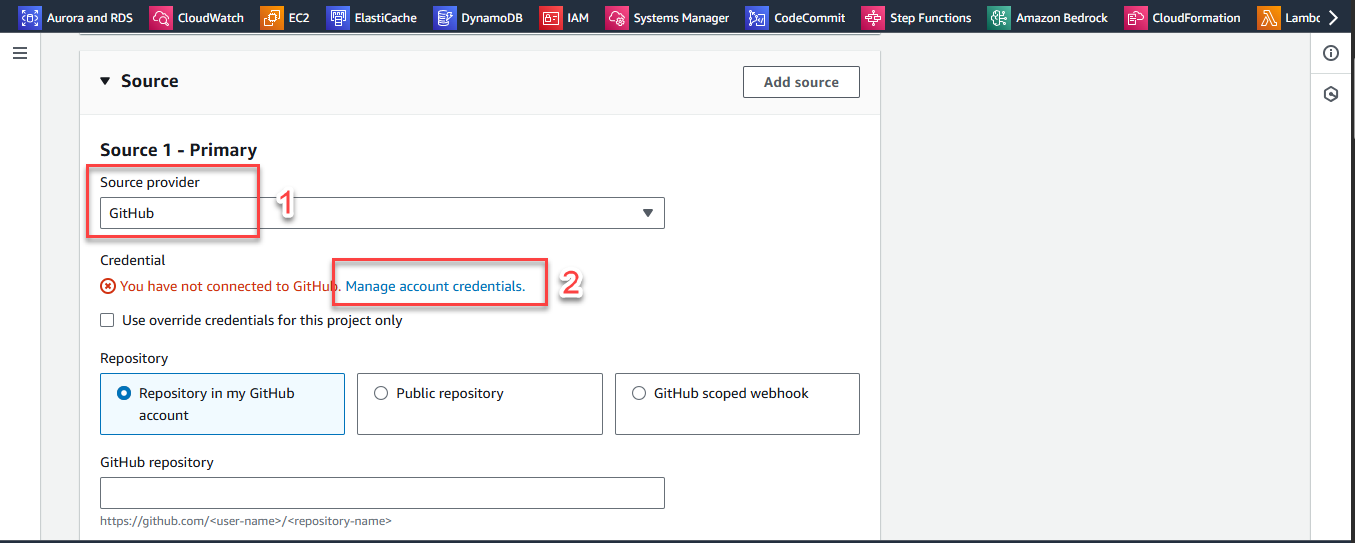 Aurora and RDS CloudWatch EC2 ElastiCache DynamoDB IAM Systems Manager CodeCommit Step Functions Amazon Bedrock CloudFormation Lambc
Source Add source
Source 1 - Primary
Source provider
GitHub 1
Credential
You have not connected to GitHub. Manage account credentials. 2
Use override credentials for this project only
Repository
Repository in my GitHub account Public repository GitHub scoped webhook
GitHub repository
https://github.com/<user-name>/<repository-name>